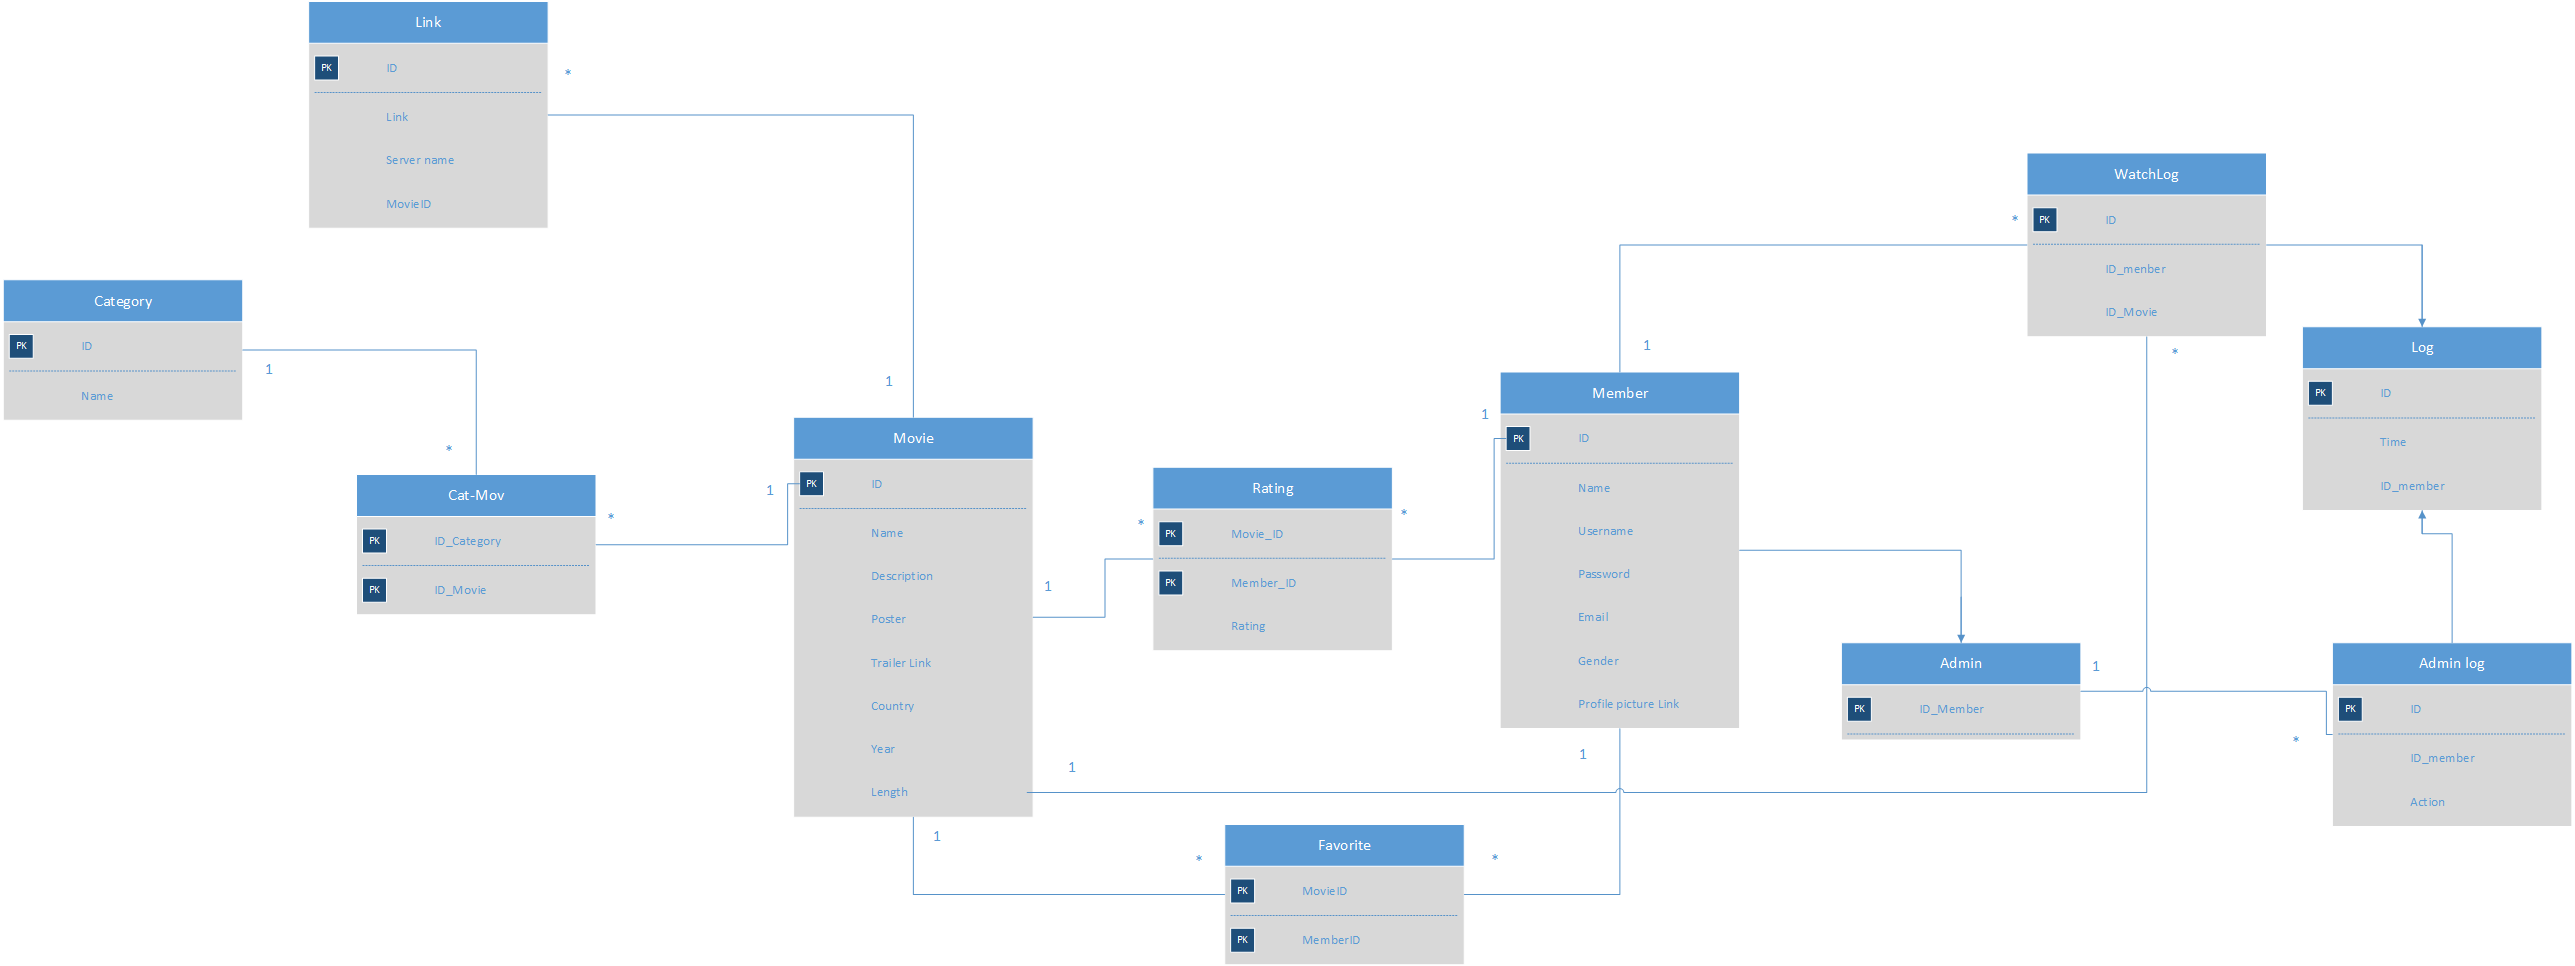 Link
PK ID
*
Link
Server name
MovieID
Category
PK ID
1
Name
*
Cat-Mov
*
PK ID_Category
PK ID_Movie
1
1
Movie
PK ID
Name
Description
Poster
Trailer Link
Country
Year
Length
1
1
1
*
Rating
*
PK Movie_ID
PK Member_ID
Rating
1
1
Member
PK ID
Name
Username
Password
Email
Gender
Profile picture Link
1
*
Favorite
*
PK MovieID
PK MemberID
WatchLog
*
PK ID
ID_menber
ID_Movie
*
Log
PK ID
Time
ID_member
Admin
1
PK ID_Member
*
Admin log
PK ID
ID_member
Action